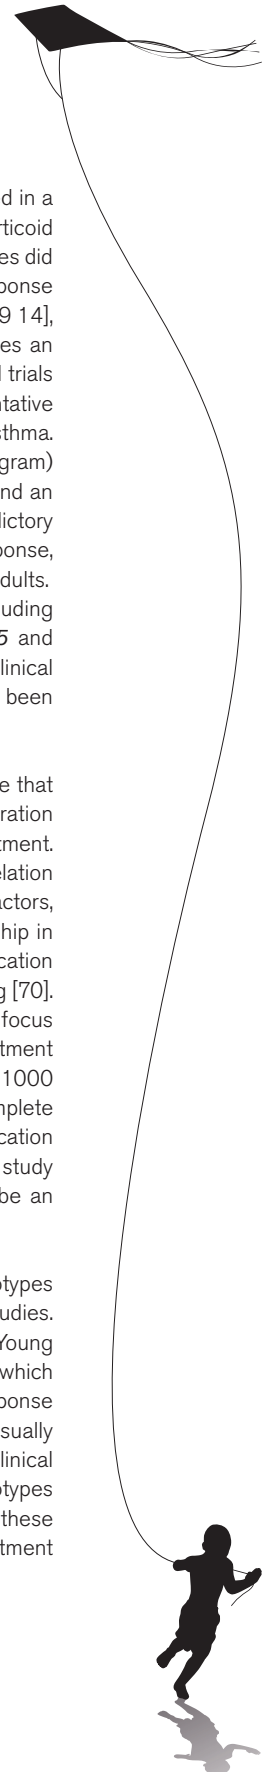 d in a
rticoid
es did
ponse
9 14],
es an
l trials
ntative
sthma.
gram)
nd an
lictory
ponse,
dults.
uding
5 and
linical
been
e that
ration
tment.
elation
actors,
hip in
cation
g [70].
focus
tment
1000
nplete
cation
study
be an
otypes
udies.
Young
which
ponse
sually
linical
otypes
these
tment